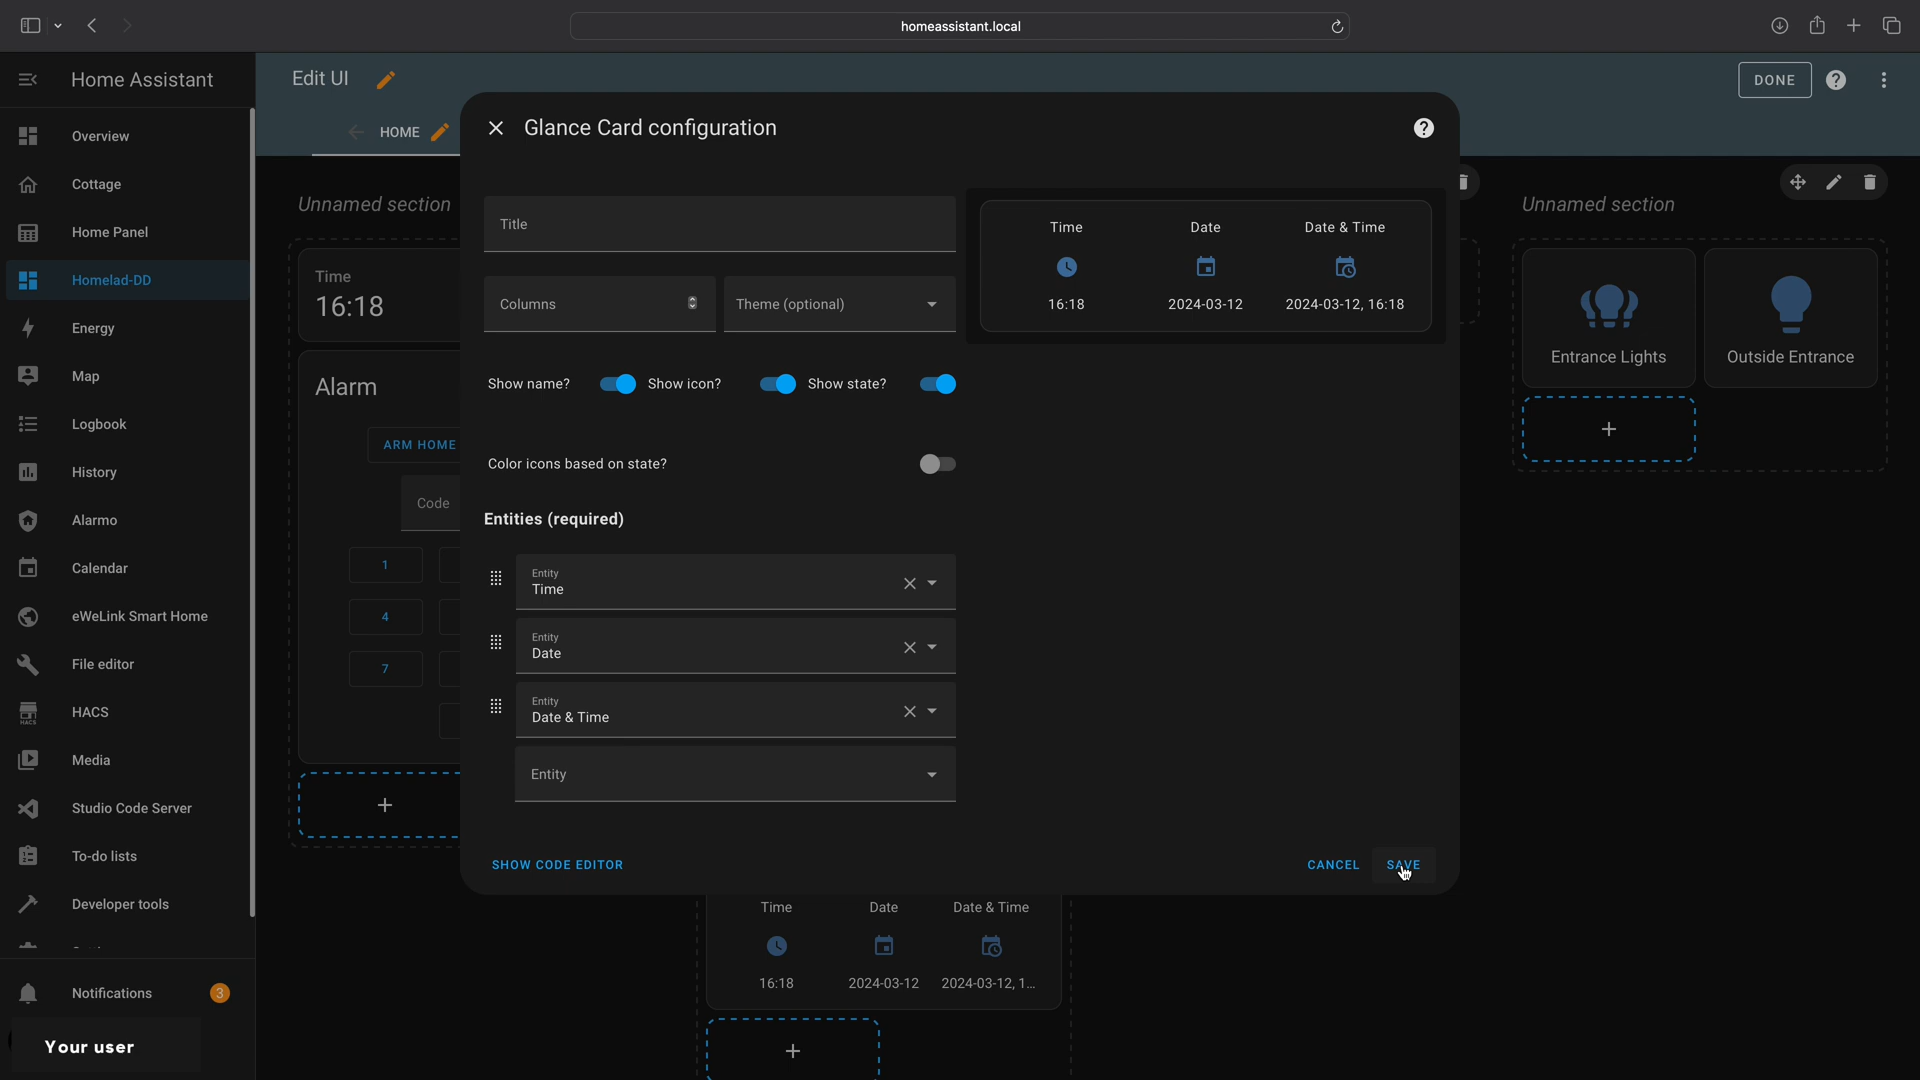 homeassistant.local
Home Assistant
Edit UI
DONE
HOME
Overview
Cottage
Home Panel
Homelad-DD
Energy
Map
Logbook
History
Alarmo
Calendar
eWeLink Smart Home
File editor
HACS
HACS
Media
Studio Code Server
To-do lists
Developer tools
Notifications
3
Your user
Unnamed section
Time
16:18
Alarm
ARM HOME
Code
1
4
7
+
Glance Card configuration
Title
Columns
Theme (optional)
Show name?
Show icon?
Show state?
Color icons based on state?
Entities (required)
Entity
Time
Entity
Date
Entity
Date & Time
Entity
SHOW CODE EDITOR
CANCEL
SAVE
Time
Date
Date & Time
16:18
2024-03-12
2024-03-12, 16:18
Time
Date
Date & Time
16:18
2024-03-12
2024-03-12, 1...
+
Unnamed section
Entrance Lights
Outside Entrance
+